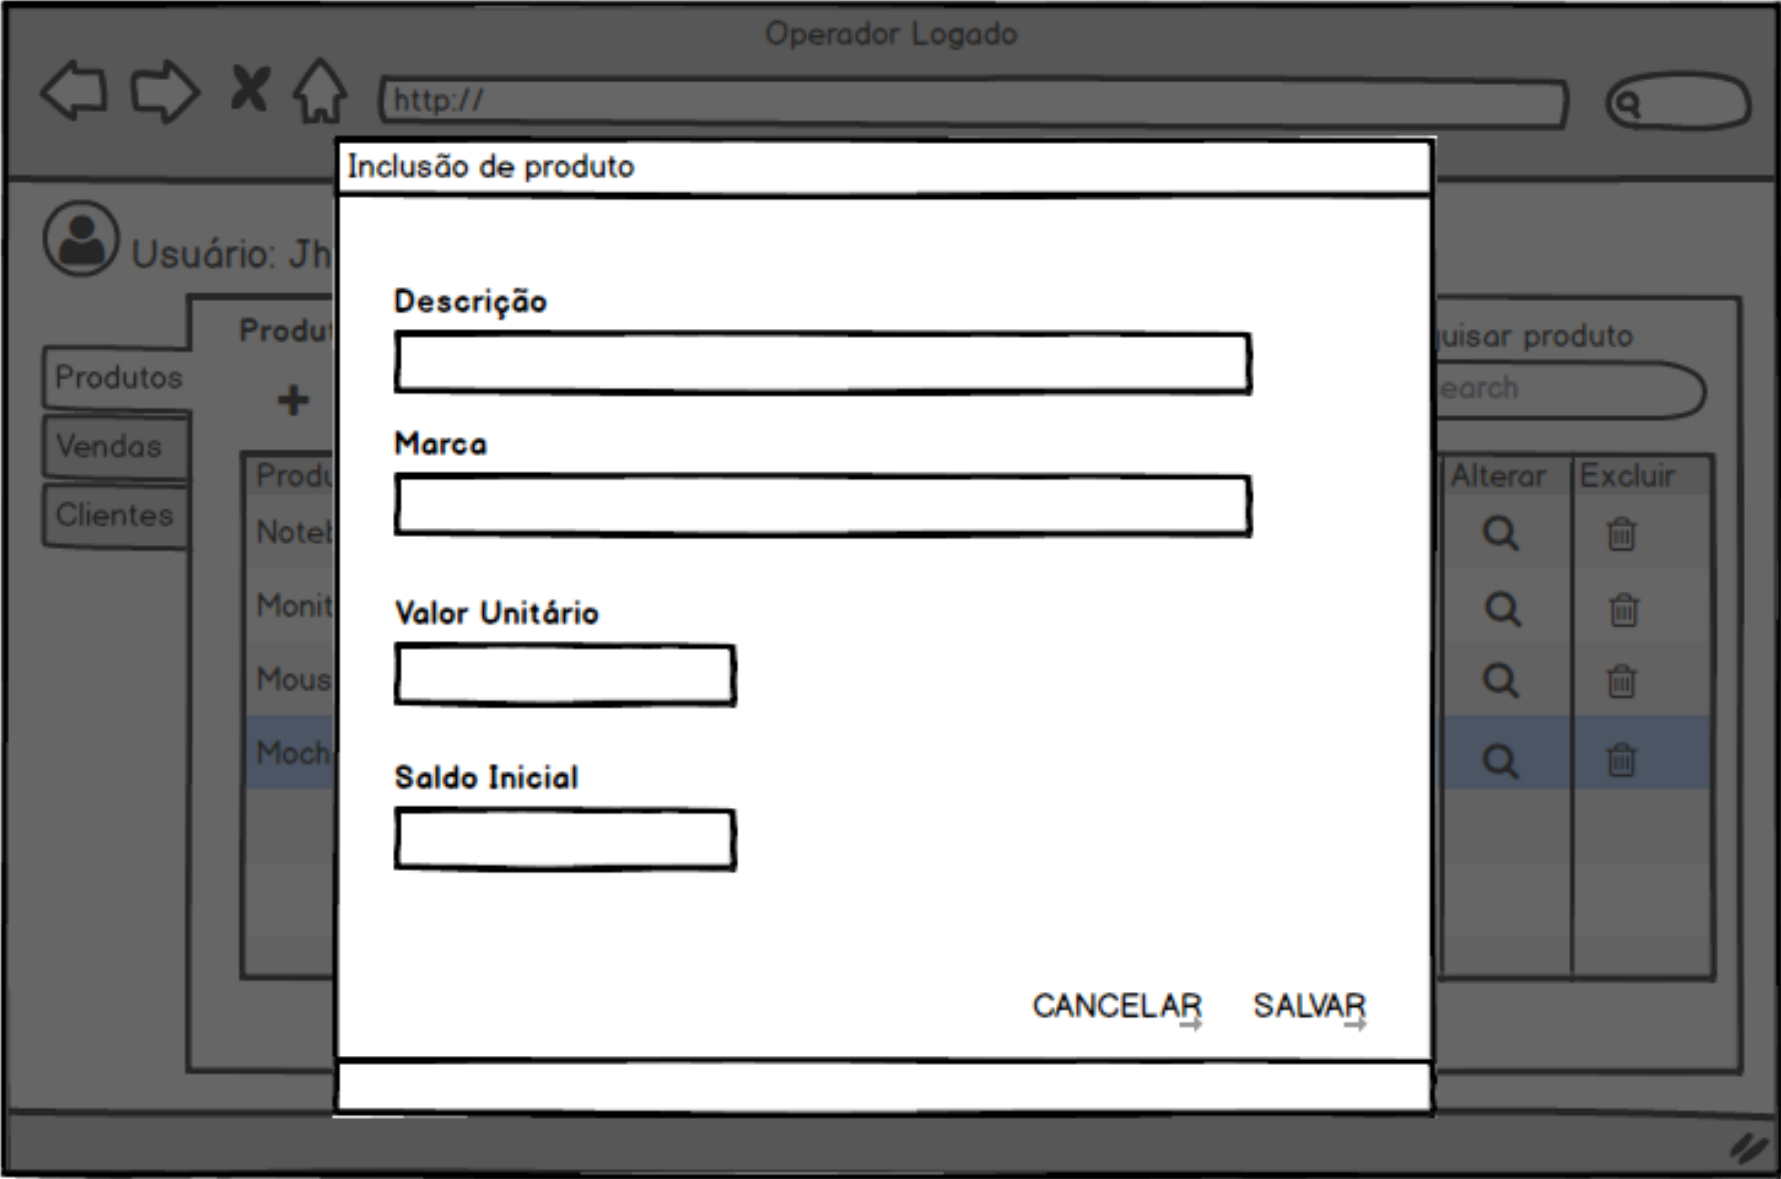 Operador Logado
http://
Inclusão de produto
Usuário: Jh
Descrição
Produt
uisar produto
Produtos
earch
Marca
Vendas
Produ
Alterar
Excluir
Clientes
Noteb
Monit
Valor Unitário
Mous
Moch
Saldo Inicial
CANCELAR
SALVAR